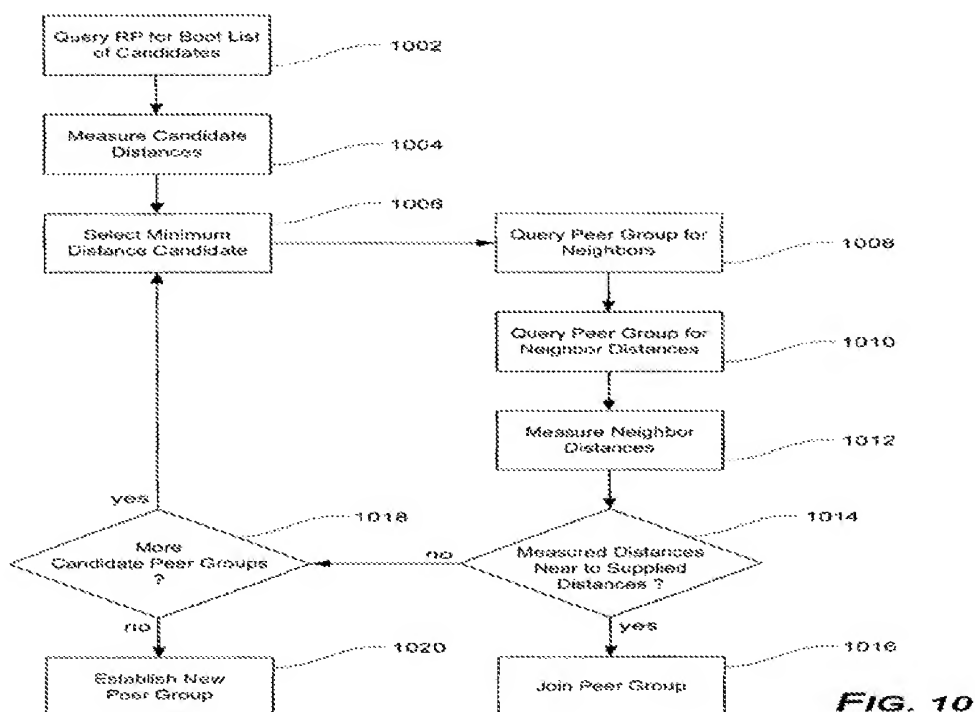 Query RP for Boot List
of Candidates
1002
Measure Candidate
Distances
1004
Select Minimum
Distance Candidate
1006
Query Peer Group for
Neighbors
1008
Query Peer Group for
Neighbor Distances
1010
Measure Neighbor
Distances
1012
Measured Distances
Near to Supplied
Distances ?
1014
yes
no
Join Peer Group
1016
More
Candidate Peer Groups
?
1018
yes
no
Establish New
Peer Group
1020
FIG. 10